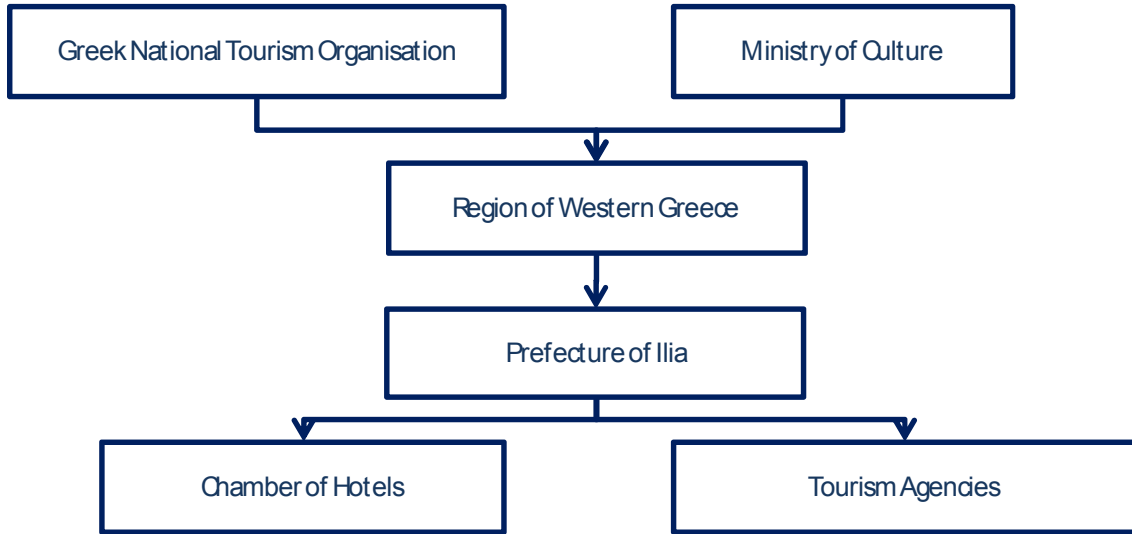 Greek National Tourism Organisation
Ministry of Culture
Region of Western Greece
Prefecture of Ilia
Chamber of Hotels
Tourism Agencies